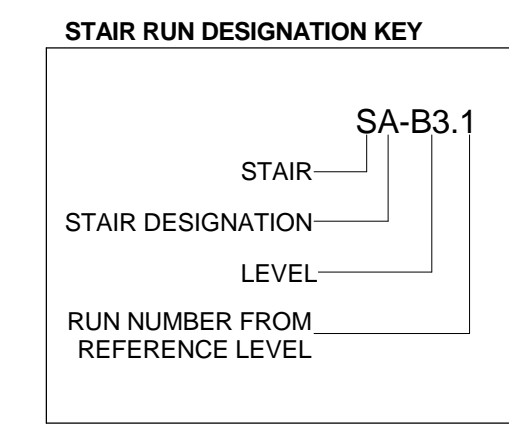 STAIR RUN DESIGNATION KEY
SA-B3.1
STAIR
STAIR DESIGNATION
LEVEL
RUN NUMBER FROM
REFERENCE LEVEL